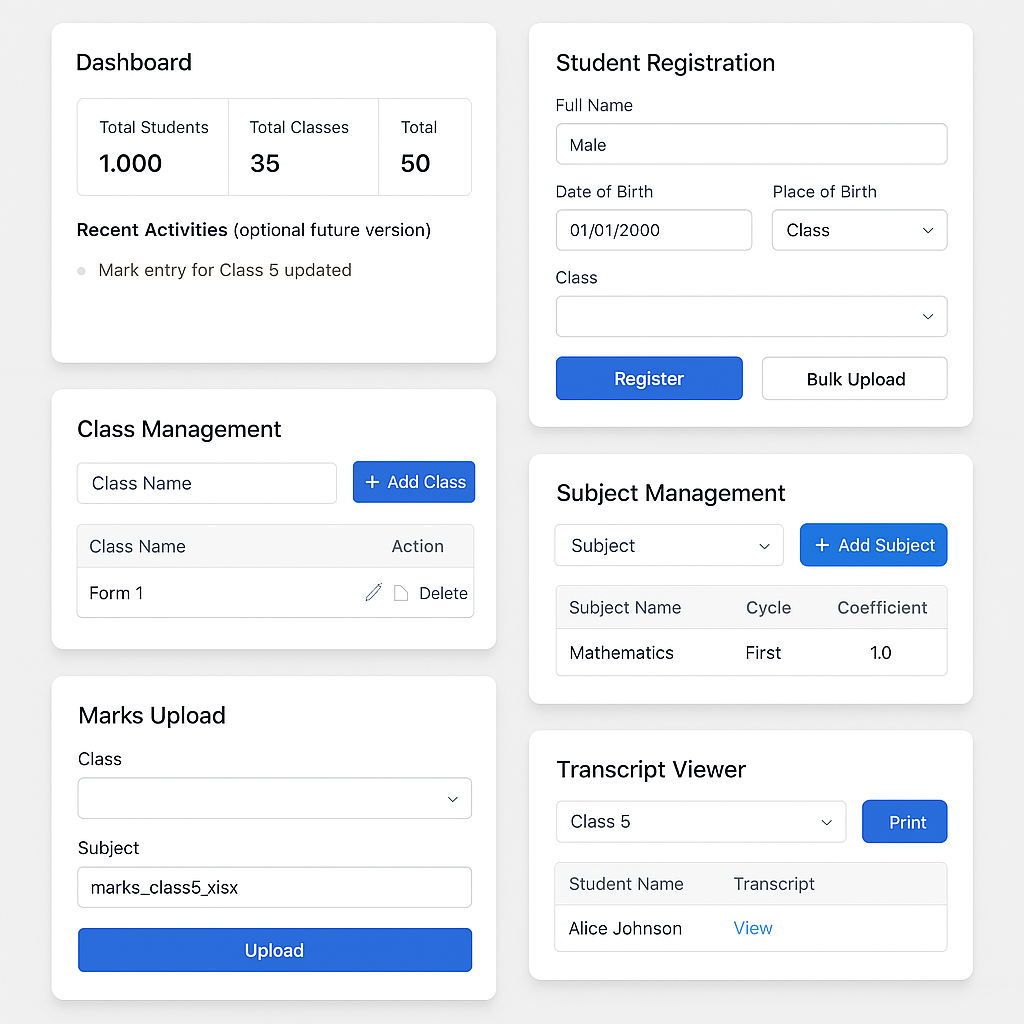 Dashboard
Total Students Total Classes Total
1.000 35 50
Recent Activities (optional future version)
Mark entry for Class 5 updated
Class Management
Class Name + Add Class
Class Name Action
Form 1 Delete
Marks Upload
Class
Subject
marks_class5_xisx
Upload
Student Registration
Full Name
Male
Date of Birth Place of Birth
01/01/2000 Class
Class
Register Bulk Upload
Subject Management
Subject + Add Subject
Subject Name Cycle Coefficient
Mathematics First 1.0
Transcript Viewer
Class 5 Print
Student Name Transcript
Alice Johnson View